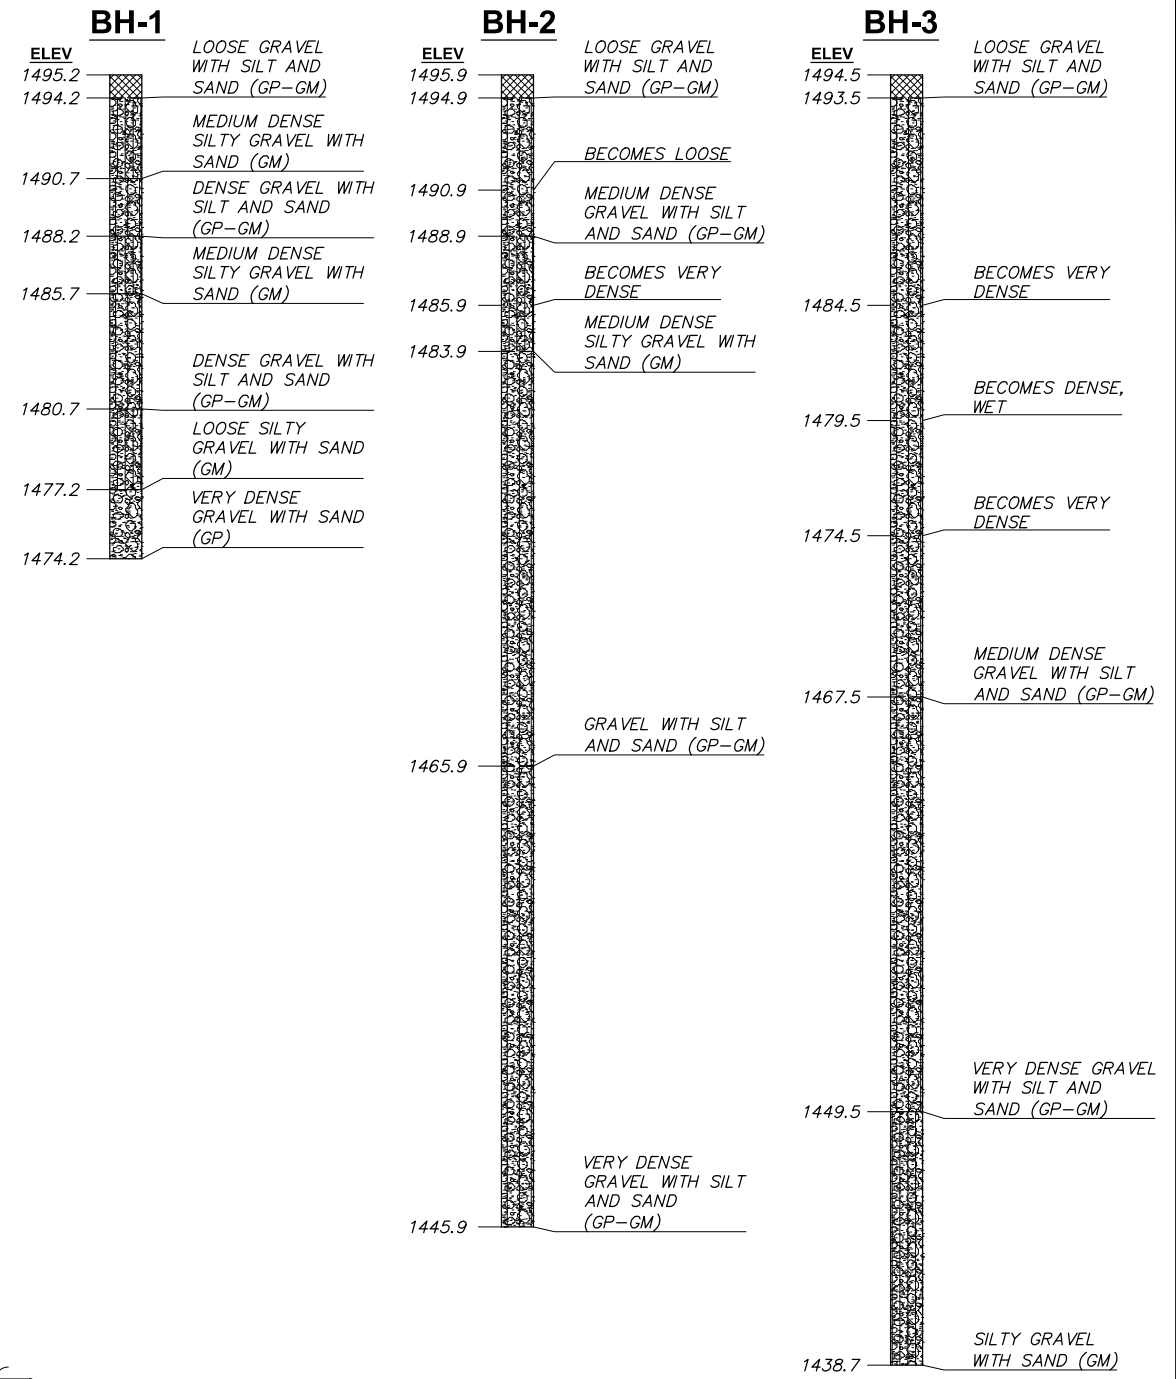 BH-1
ELEV
1495.2
LOOSE GRAVEL
WITH SILT AND
SAND (GP-GM)
1494.2
MEDIUM DENSE
SILTY GRAVEL WITH
SAND (GM)
1490.7
DENSE GRAVEL WITH
SILT AND SAND
(GP-GM)
1488.2
MEDIUM DENSE
SILTY GRAVEL WITH
SAND (GM)
1485.7
DENSE GRAVEL WITH
SILT AND SAND
(GP-GM)
1480.7
LOOSE SILTY
GRAVEL WITH SAND
(GM)
1477.2
VERY DENSE
GRAVEL WITH SAND
(GP)
1474.2
BH-2
ELEV
1495.9
LOOSE GRAVEL
WITH SILT AND
SAND (GP-GM)
1494.9
BECOMES LOOSE
1490.9
MEDIUM DENSE
GRAVEL WITH SILT
AND SAND (GP-GM)
1488.9
BECOMES VERY
DENSE
1485.9
MEDIUM DENSE
SILTY GRAVEL WITH
SAND (GM)
1483.9
GRAVEL WITH SILT
AND SAND (GP-GM)
1465.9
VERY DENSE
GRAVEL WITH SILT
AND SAND
(GP-GM)
1445.9
BH-3
ELEV
1494.5
LOOSE GRAVEL
WITH SILT AND
SAND (GP-GM)
1493.5
BECOMES VERY
DENSE
1484.5
BECOMES DENSE,
WET
1479.5
BECOMES VERY
DENSE
1474.5
MEDIUM DENSE
GRAVEL WITH SILT
AND SAND (GP-GM)
1467.5
VERY DENSE GRAVEL
WITH SILT AND
SAND (GP-GM)
1449.5
SILTY GRAVEL
WITH SAND (GM)
1438.7